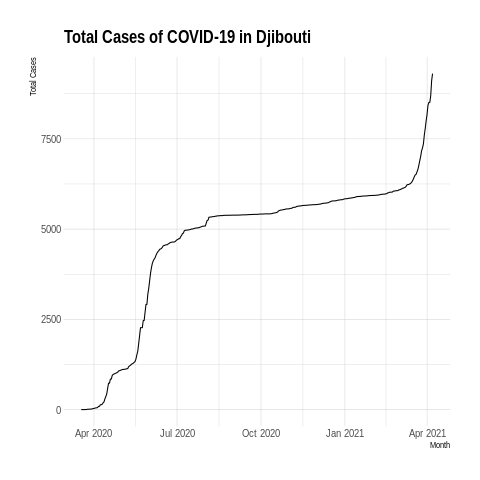 Total Cases of COVID-19 in Djibouti
Total Cases
7500
5000
2500
0
Apr 2020 Jul 2020 Oct 2020 Jan 2021 Apr 2021
Month